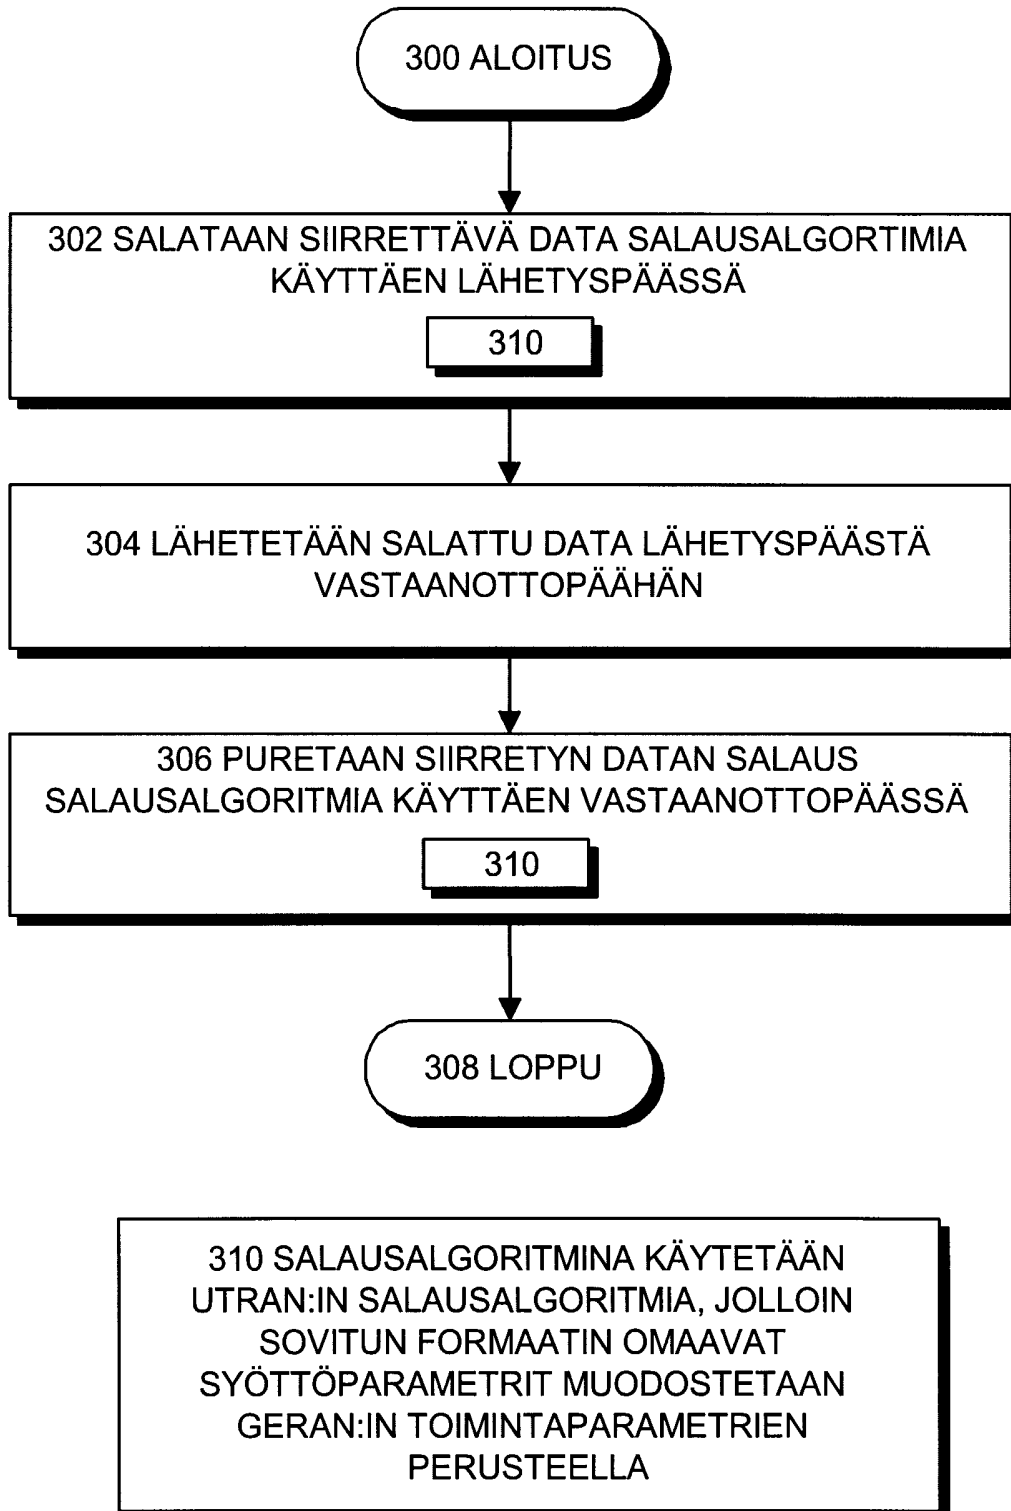 300 ALOITUS
302 SALATAAN SIIRRETTÄVÄ DATA SALAUSALGORTIMIA
KÄYTTÄEN LÄHETYSPÄÄSSÄ
310
304 LÄHETETÄÄN SALATTU DATA LÄHETYSPÄÄSTÄ
VASTAANOTTOPÄÄHÄN
306 PURETAAN SIIRRETYN DATAN SALAUS
SALAUSALGORITMIA KÄYTTÄEN VASTAANOTTOPÄÄSSÄ
310
308 LOPPU
310 SALAUSALGORITMINA KÄYTETÄÄN
UTRAN:IN SALAUSALGORITMIA, JOLLOIN
SOVITUN FORMAATIN OMAAVAT
SYÖTTÖPARAMETRIT MUODOSTETAAN
GERAN:IN TOIMINTAPARAMETRIEN
PERUSTEELLA